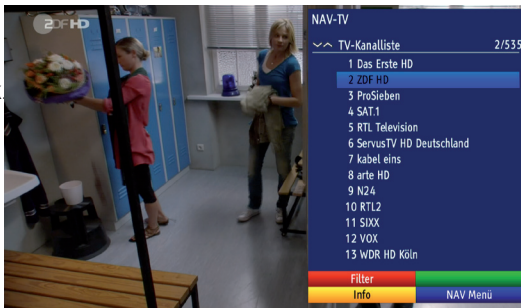 ZDF HD
NAV-TV
TV-Kanalliste 2/535
1 Das Erste HD
2 ZDF HD
3 ProSieben
4 SAT.1
5 RTL Television
6 ServusTV HD Deutschland
7 kabel eins
8 arte HD
9 N24
10 RTL2
11 SIXX
12 VOX
13 WDR HD Köln
Filter
Info NAV Menü